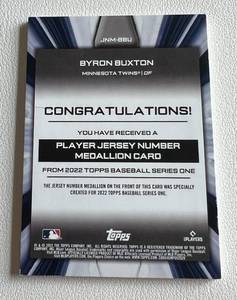 JNM-BBU
BYRON BUXTON
MINNESOTA TWINS® | OF
CONGRATULATIONS!
YOU HAVE RECEIVED A
PLAYER JERSEY NUMBER
MEDALLION CARD
FROM 2022 TOPPS BASEBALL SERIES ONE
THE JERSEY NUMBER MEDALLION ON THE FRONT OF THIS CARD WAS SPECIALLY
CREATED FOR 2022 TOPPS BASEBALL SERIES ONE.
topps
PLAYERS